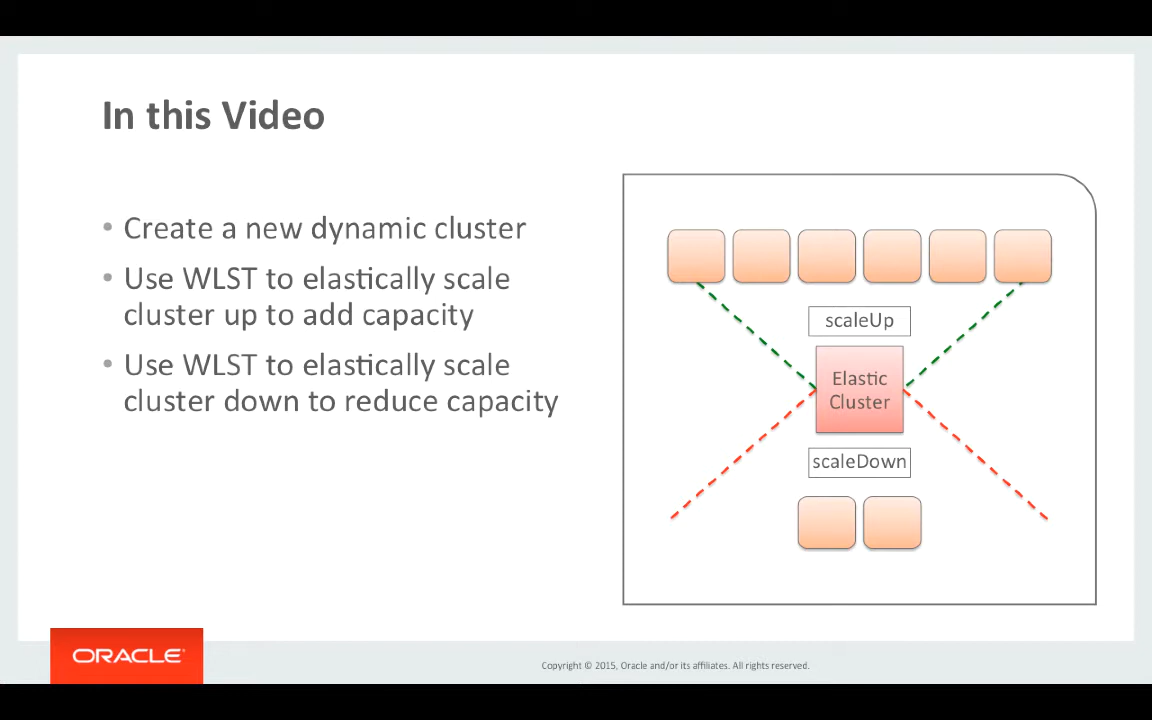 In this Video
• Create a new dynamic cluster
• Use WLST to elastically scale
cluster up to add capacity
• Use WLST to elastically scale
cluster down to reduce capacity
scaleUp
Elastic
Cluster
scaleDown
ORACLE®
Copyright © 2015, Oracle and/or its affiliates. All rights reserved.